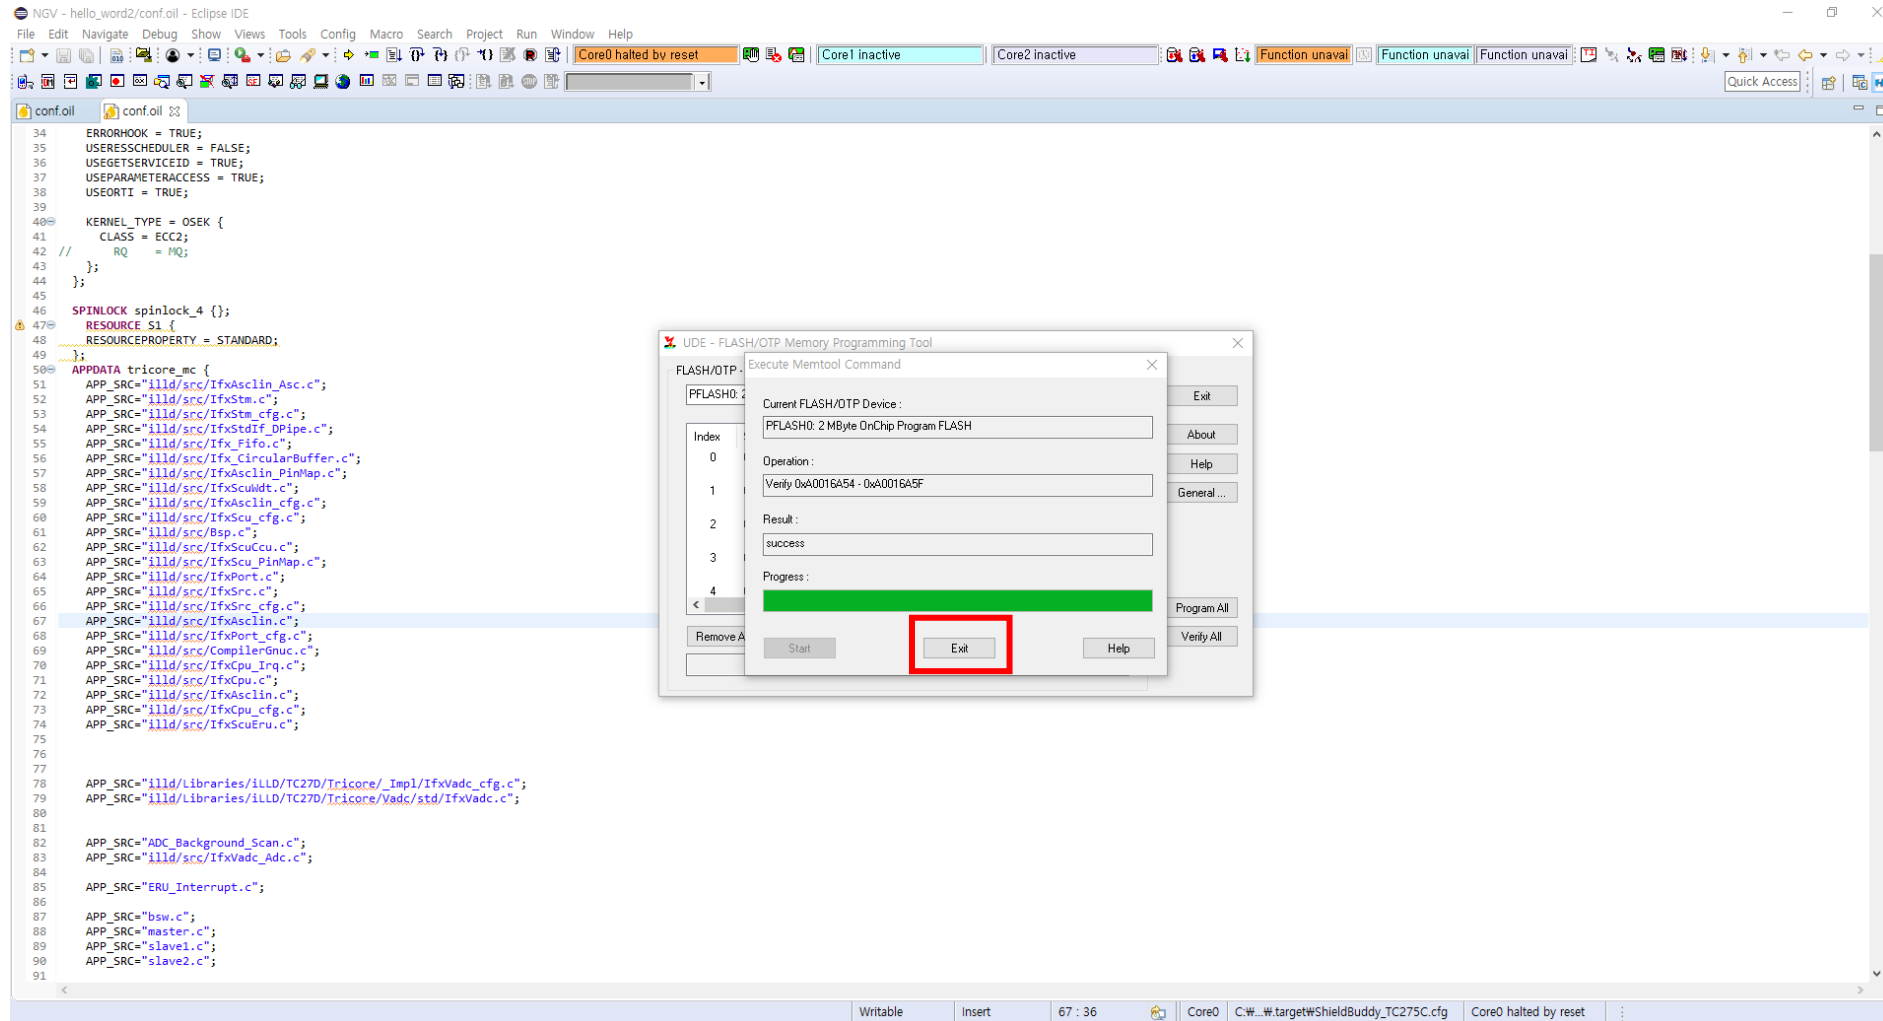 NGV - hello_word2/conf.oil - Eclipse IDE
File Edit Navigate Debug Show Views Tools Config Macro Search Project Run Window Help
Core0 halted by reset
Core1 inactive
Core2 inactive
Function unavai
Function unavai
Function unavai
Quick Access
conf.oil
conf.oil
34 ERRORHOOK = TRUE;
35 USERESSCHEDULER = FALSE;
36 USEGETSERVICEID = TRUE;
37 USEPARAMETERACCESS = TRUE;
38 USEORTI = TRUE;
39
40 KERNEL_TYPE = OSEK {
41 CLASS = ECC2;
42 // RQ = MQ;
43 };
44 };
45
46 SPINLOCK spinlock_4 {};
47 RESOURCE S1 {
48 RESOURCEPROPERTY = STANDARD;
49 };
50 APPDATA tricore_mc {
51 APP_SRC="illd/src/IfxAsclin_Asc.c";
52 APP_SRC="illd/src/IfxStm.c";
53 APP_SRC="illd/src/IfxStm_cfg.c";
54 APP_SRC="illd/src/IfxStdIf_DPipe.c";
55 APP_SRC="illd/src/Ifx_Fifo.c";
56 APP_SRC="illd/src/Ifx_CircularBuffer.c";
57 APP_SRC="illd/src/IfxAsclin_PinMap.c";
58 APP_SRC="illd/src/IfxScuWdt.c";
59 APP_SRC="illd/src/IfxAsclin_cfg.c";
60 APP_SRC="illd/src/IfxScu_cfg.c";
61 APP_SRC="illd/src/Bsp.c";
62 APP_SRC="illd/src/IfxScuCcu.c";
63 APP_SRC="illd/src/IfxScu_PinMap.c";
64 APP_SRC="illd/src/IfxPort.c";
65 APP_SRC="illd/src/IfxSrc.c";
66 APP_SRC="illd/src/IfxSrc_cfg.c";
67 APP_SRC="illd/src/IfxAsclin.c";
68 APP_SRC="illd/src/IfxPort_cfg.c";
69 APP_SRC="illd/src/CompilerGnuc.c";
70 APP_SRC="illd/src/IfxCpu_Irq.c";
71 APP_SRC="illd/src/IfxCpu.c";
72 APP_SRC="illd/src/IfxAsclin.c";
73 APP_SRC="illd/src/IfxCpu_cfg.c";
74 APP_SRC="illd/src/IfxScuEru.c";
75
76
77
78 APP_SRC="illd/Libraries/iLLD/TC27D/Tricore/_Impl/IfxVadc_cfg.c";
79 APP_SRC="illd/Libraries/iLLD/TC27D/Tricore/Vadc/std/IfxVadc.c";
80
81
82 APP_SRC="ADC_Background_Scan.c";
83 APP_SRC="illd/src/IfxVadc_Adc.c";
84
85 APP_SRC="ERU_Interrupt.c";
86
87 APP_SRC="bsw.c";
88 APP_SRC="master.c";
89 APP_SRC="slave1.c";
90 APP_SRC="slave2.c";
91
UDE - FLASH/OTP Memory Programming Tool
FLASH/OTP -
PFLASH0: 2
Index
0
1
2
3
4
Remove A
Exit
About
Help
General ...
Program All
Verify All
Execute Memtool Command
Current FLASH/OTP Device :
PFLASH0: 2 MByte OnChip Program FLASH
Operation :
Verify 0xA0016A54 - 0xA0016A5F
Result :
success
Progress :
Start
Exit
Help
Writable
Insert
67 : 36
Core0
C:₩...₩.target₩ShieldBuddy_TC275C.cfg
Core0 halted by reset